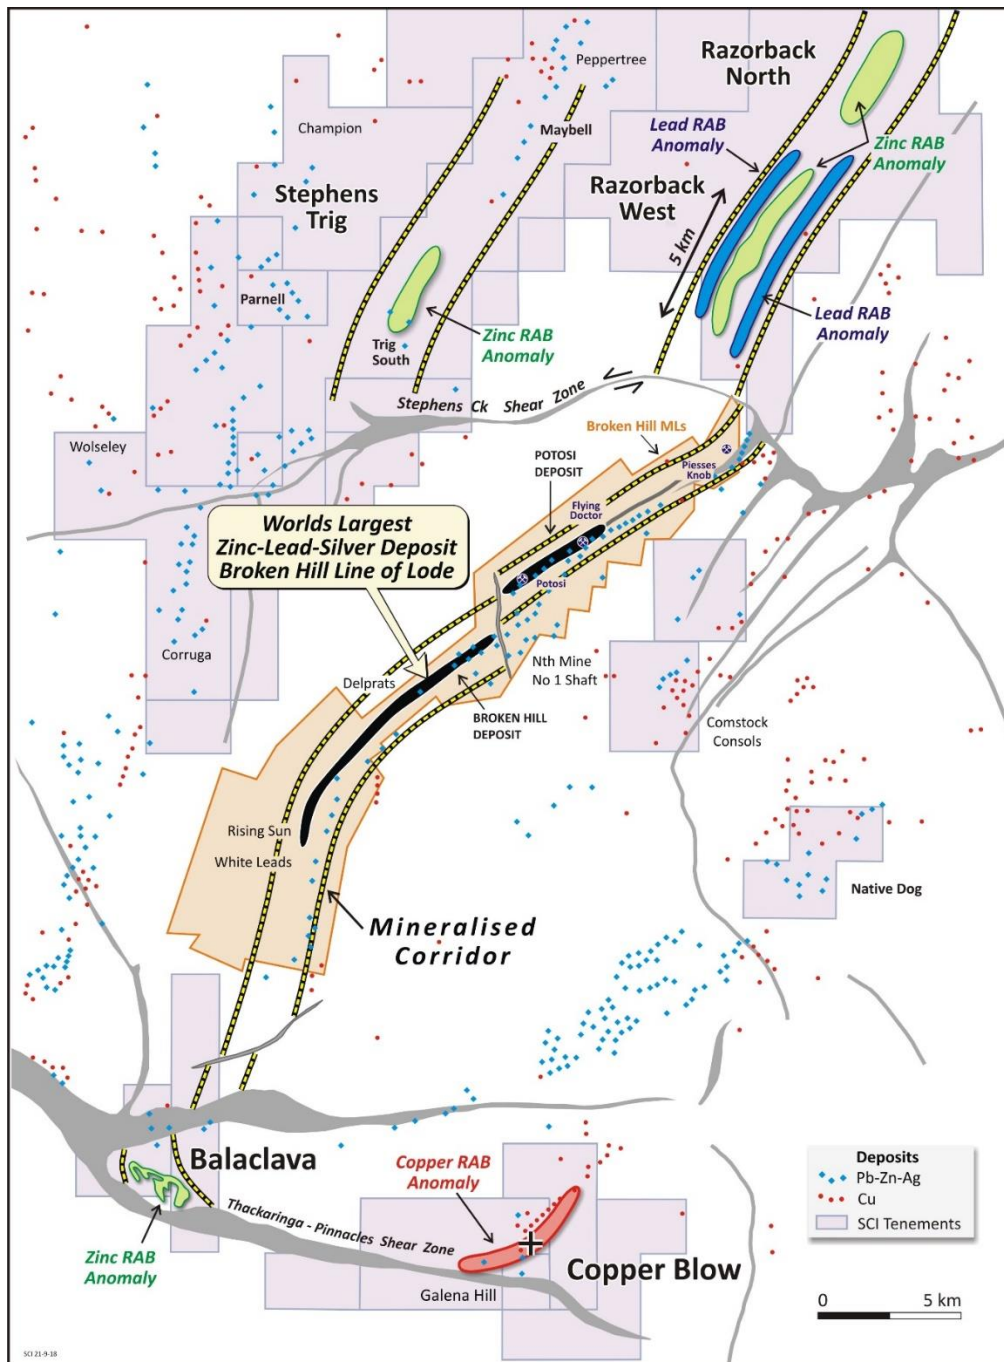 Peppertree
Razorback
North
Champion
Maybell
Lead RAB
Anomaly
Zinc RAB
Anomaly
Stephens
Trig
Razorback
West
5 km
Parnell
Zinc RAB
Anomaly
Lead RAB
Anomaly
Trig
South
Stephens Ck Shear Zone
Wolseley
Broken Hill MLs
POTOSI
DEPOSIT
Piesses
Knob
Flying
Doctor
Worlds Largest
Zinc-Lead-Silver Deposit
Broken Hill Line of Lode
Potosi
Corruga
Delprats
Nth Mine
No 1 Shaft
BROKEN HILL
DEPOSIT
Comstock
Consols
Rising Sun
White Leads
Native Dog
Mineralised
Corridor
Balaclava
Copper RAB
Anomaly
Deposits
Pb-Zn-Ag
Cu
SCI Tenements
Thackaringa - Pinnacles Shear Zone
Zinc RAB
Anomaly
Copper Blow
Galena Hill
0 5 km
SCI 21-9-18